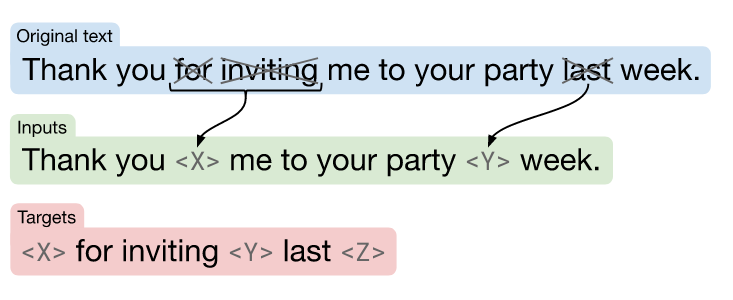 Original text
Thank you for inviting me to your party last week.
Inputs
Thank you <X> me to your party <Y> week.
Targets
<X> for inviting <Y> last <Z>